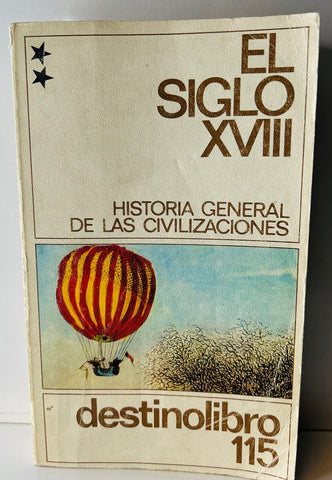 EL
SIGLO
XVIII
HISTORIA GENERAL
DE LAS CIVILIZACIONES
destinolibro
115